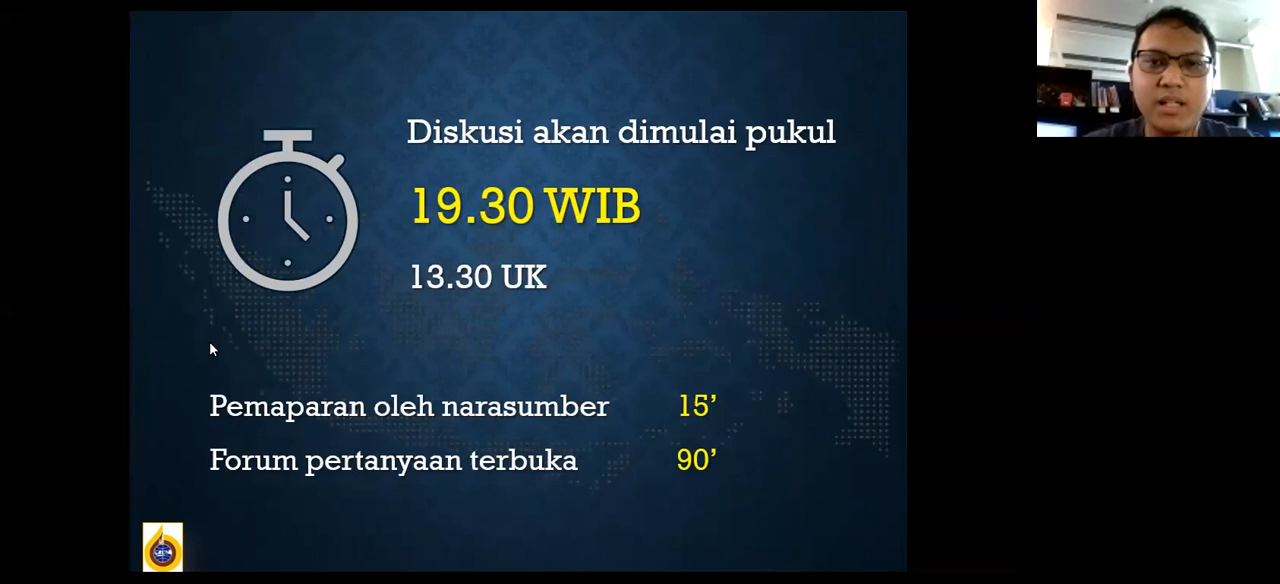 Diskusi akan dimulai pukul
19.30 WIB
13.30 UK
Pemaparan oleh narasumber 15’
Forum pertanyaan terbuka 90’